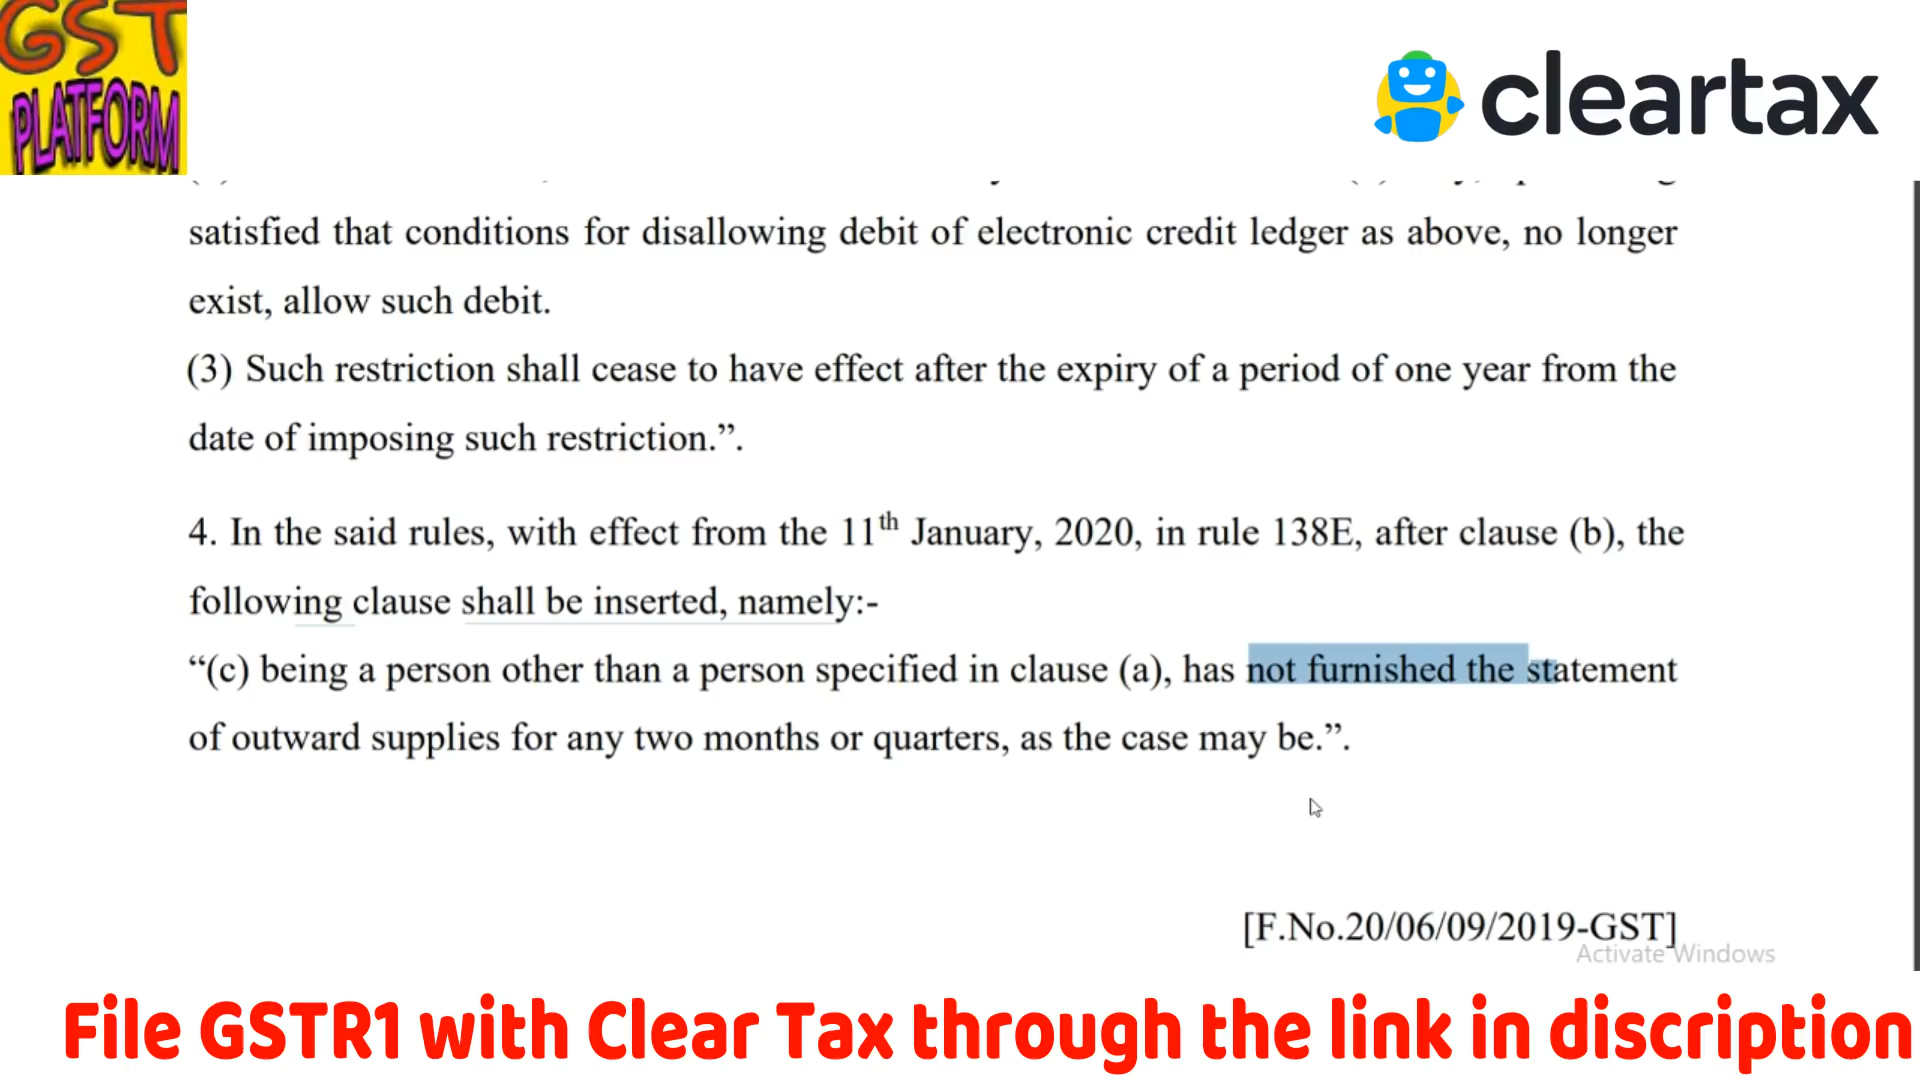 GST
PLATFORM
cleartax
satisfied that conditions for disallowing debit of electronic credit ledger as above, no longer
exist, allow such debit.
(3) Such restriction shall cease to have effect after the expiry of a period of one year from the
date of imposing such restriction.”.
4. In the said rules, with effect from the 11th January, 2020, in rule 138E, after clause (b), the
following clause shall be inserted, namely:-
“(c) being a person other than a person specified in clause (a), has not furnished the statement
of outward supplies for any two months or quarters, as the case may be.”.
[F.No.20/06/09/2019-GST]
Activate Windows
File GSTR1 with Clear Tax through the link in discription